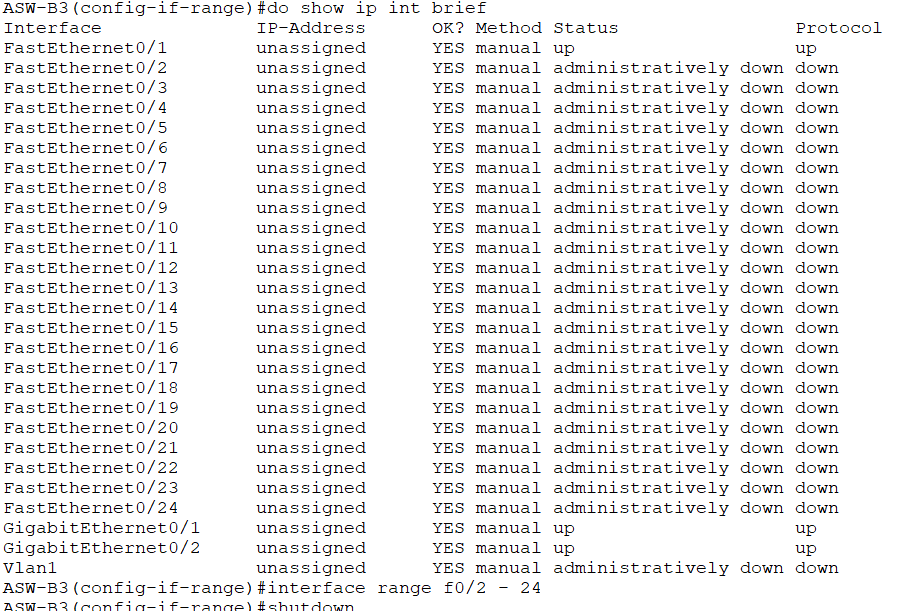 ASW-B3(config-if-range)#do show ip int brief
Interface              IP-Address      OK? Method Status                Protocol
FastEthernet0/1        unassigned      YES manual up                    up
FastEthernet0/2        unassigned      YES manual administratively down down
FastEthernet0/3        unassigned      YES manual administratively down down
FastEthernet0/4        unassigned      YES manual administratively down down
FastEthernet0/5        unassigned      YES manual administratively down down
FastEthernet0/6        unassigned      YES manual administratively down down
FastEthernet0/7        unassigned      YES manual administratively down down
FastEthernet0/8        unassigned      YES manual administratively down down
FastEthernet0/9        unassigned      YES manual administratively down down
FastEthernet0/10       unassigned      YES manual administratively down down
FastEthernet0/11       unassigned      YES manual administratively down down
FastEthernet0/12       unassigned      YES manual administratively down down
FastEthernet0/13       unassigned      YES manual administratively down down
FastEthernet0/14       unassigned      YES manual administratively down down
FastEthernet0/15       unassigned      YES manual administratively down down
FastEthernet0/16       unassigned      YES manual administratively down down
FastEthernet0/17       unassigned      YES manual administratively down down
FastEthernet0/18       unassigned      YES manual administratively down down
FastEthernet0/19       unassigned      YES manual administratively down down
FastEthernet0/20       unassigned      YES manual administratively down down
FastEthernet0/21       unassigned      YES manual administratively down down
FastEthernet0/22       unassigned      YES manual administratively down down
FastEthernet0/23       unassigned      YES manual administratively down down
FastEthernet0/24       unassigned      YES manual administratively down down
GigabitEthernet0/1     unassigned      YES manual up                    up
GigabitEthernet0/2     unassigned      YES manual up                    up
Vlan1                  unassigned      YES manual administratively down down
ASW-B3(config-if-range)#interface range f0/2 - 24
ASW-B3(config-if-range)#shutdown